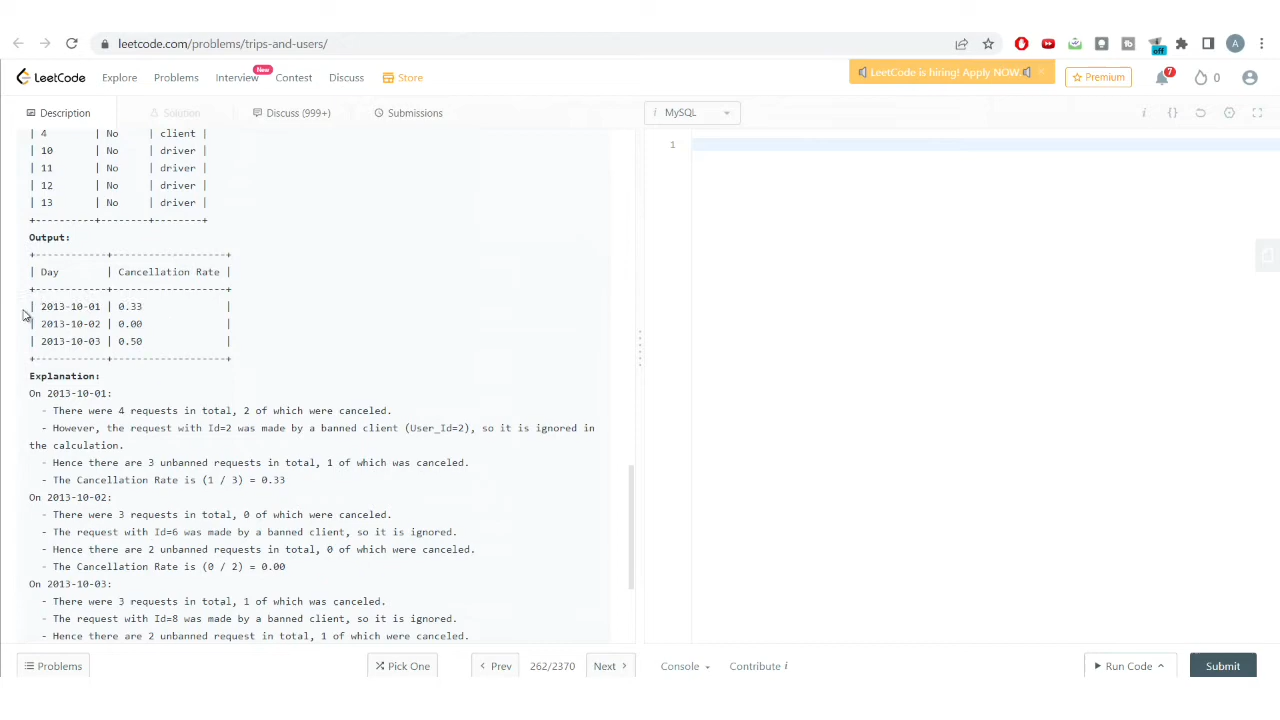 leetcode.com/problems/trips-and-users/
off
A
LeetCode
Explore
Problems
Interview
New
Contest
Discuss
Store
LeetCode is hiring! Apply NOW.
Premium
7
0
Description
Solution
Discuss (999+)
Submissions
i MySQL
i {}
| 4 | No | client |
| 10 | No | driver |
| 11 | No | driver |
| 12 | No | driver |
| 13 | No | driver |
+----------+--------+--------+
Output:
+------------+-------------------+
| Day | Cancellation Rate |
+------------+-------------------+
| 2013-10-01 | 0.33 |
| 2013-10-02 | 0.00 |
| 2013-10-03 | 0.50 |
+------------+-------------------+
Explanation:
On 2013-10-01:
- There were 4 requests in total, 2 of which were canceled.
- However, the request with Id=2 was made by a banned client (User_Id=2), so it is ignored in
the calculation.
- Hence there are 3 unbanned requests in total, 1 of which was canceled.
- The Cancellation Rate is (1 / 3) = 0.33
On 2013-10-02:
- There were 3 requests in total, 0 of which were canceled.
- The request with Id=6 was made by a banned client, so it is ignored.
- Hence there are 2 unbanned requests in total, 0 of which were canceled.
- The Cancellation Rate is (0 / 2) = 0.00
On 2013-10-03:
- There were 3 requests in total, 1 of which was canceled.
- The request with Id=8 was made by a banned client, so it is ignored.
- Hence there are 2 unbanned request in total, 1 of which were canceled.
1
Problems
Pick One
Prev
262/2370
Next
Console
Contribute i
Run Code
Submit